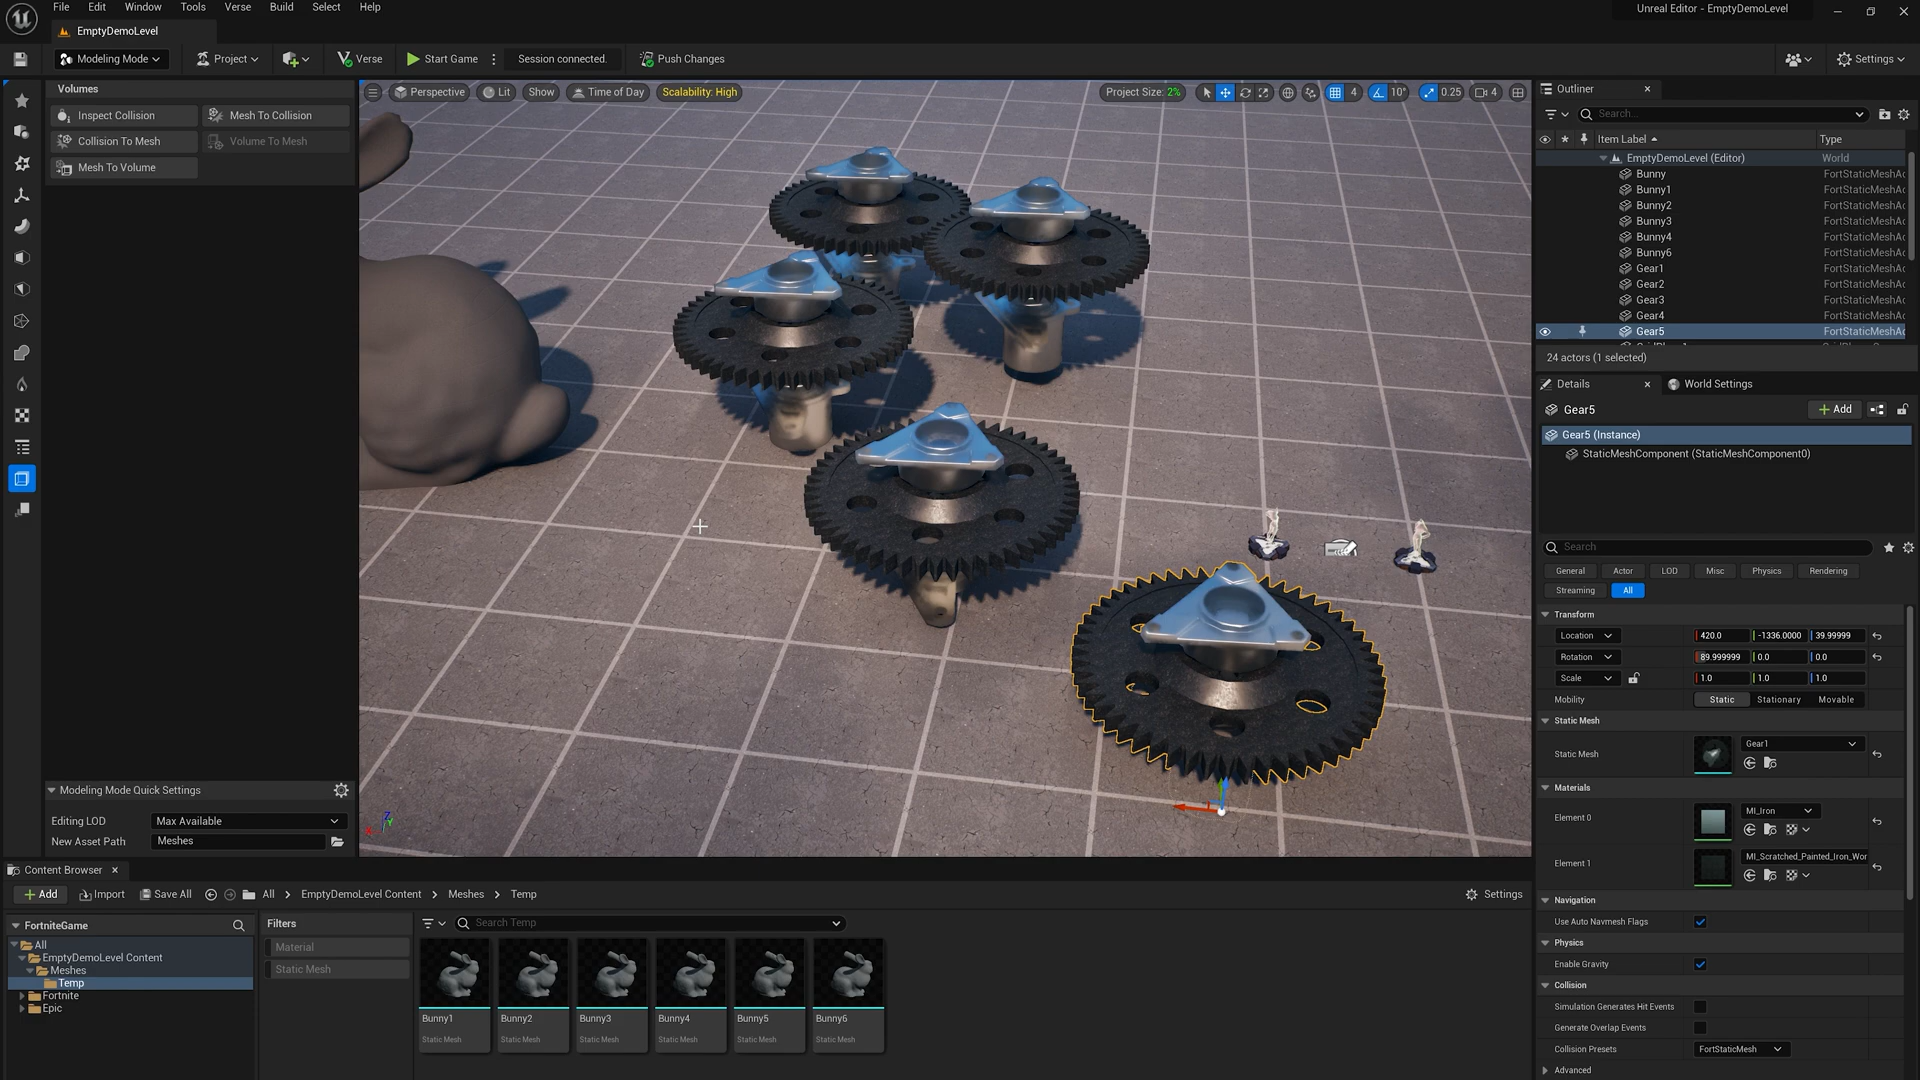 File Edit Window Tools Verse Build Select Help
Unreal Editor - EmptyDemoLevel
EmptyDemoLevel
Modeling Mode
Project
Verse
Start Game
Session connected.
Push Changes
Settings
Volumes
Inspect Collision
Mesh To Collision
Collision To Mesh
Volume To Mesh
Mesh To Volume
Modeling Mode Quick Settings
Editing LOD
Max Available
New Asset Path
Meshes
Perspective
Lit
Show
Time of Day
Scalability: High
Project Size: 2%
4
10°
0.25
4
Outliner
Search...
Item Label
Type
EmptyDemoLevel (Editor) World
Bunny FortStaticMeshAc
Bunny1 FortStaticMeshAc
Bunny2 FortStaticMeshAc
Bunny3 FortStaticMeshAc
Bunny4 FortStaticMeshAc
Bunny6 FortStaticMeshAc
Gear1 FortStaticMeshAc
Gear2 FortStaticMeshAc
Gear3 FortStaticMeshAc
Gear4 FortStaticMeshAc
Gear5 FortStaticMeshAc
24 actors (1 selected)
Details
World Settings
Gear5
Add
Gear5 (Instance)
StaticMeshComponent (StaticMeshComponent0)
Search
General Actor LOD Misc Physics Rendering
Streaming All
Transform
Location 420.0 -1336.0000 39.99999
Rotation 89.999999 0.0 0.0
Scale 1.0 1.0 1.0
Mobility Static Stationary Movable
Static Mesh
Static Mesh Gear1
Materials
Element 0 MI_Iron
Element 1 MI_Scratched_Painted_Iron_Wor
Navigation
Use Auto Navmesh Flags
Physics
Enable Gravity
Collision
Simulation Generates Hit Events
Generate Overlap Events
Collision Presets FortStaticMesh
Advanced
Content Browser
Add
Import
Save All
All
EmptyDemoLevel Content
Meshes
Temp
Settings
FortniteGame
All
EmptyDemoLevel Content
Meshes
Temp
Fortnite
Epic
Filters
Material
Static Mesh
Search Temp
Bunny1 Bunny2 Bunny3 Bunny4 Bunny5 Bunny6
Static Mesh Static Mesh Static Mesh Static Mesh Static Mesh Static Mesh